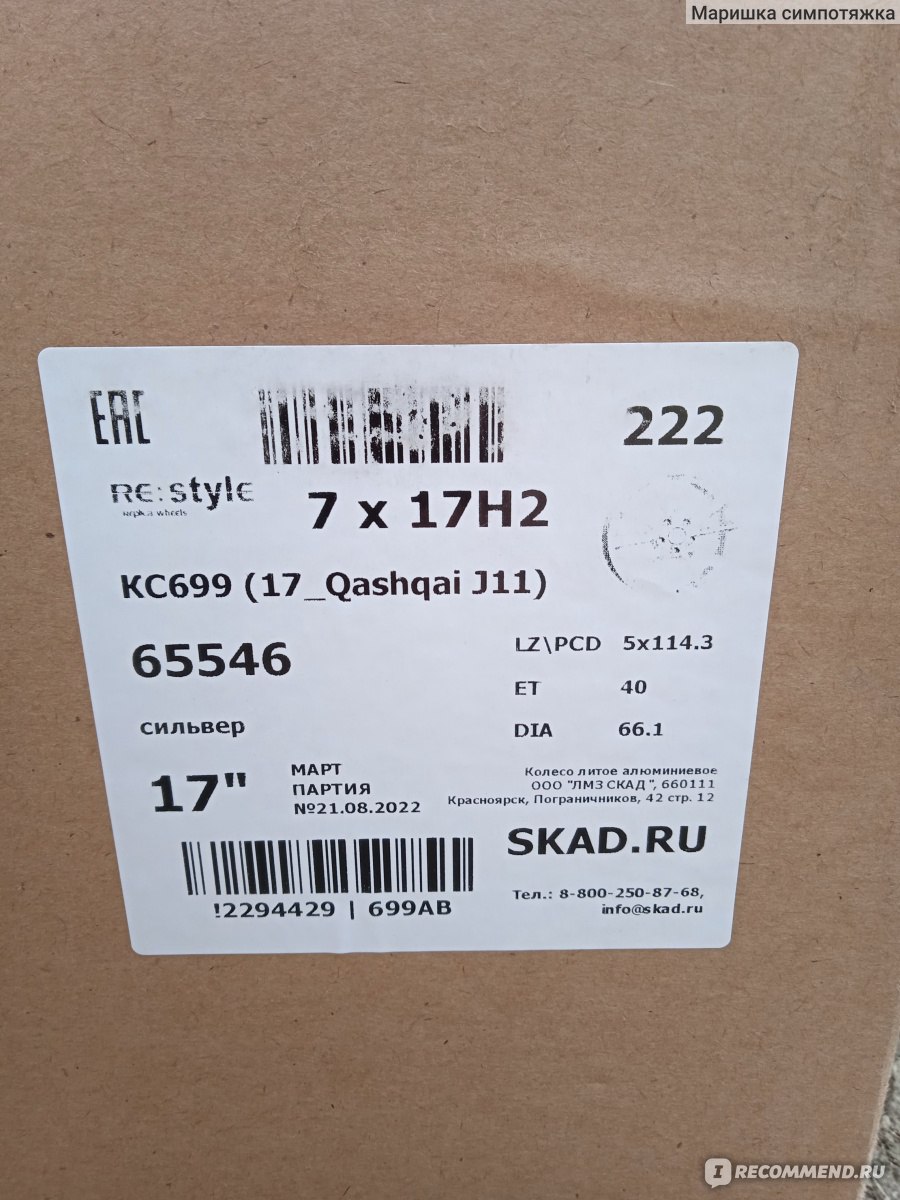 Маришка симпотяжка
EAC
222
RE:style
Replica wheels
7 x 17H2
КС699 (17_Qashqai J11)
65546
LZ\PCD 5x114.3
ET 40
сильвер
DIA 66.1
17"
МАРТ
ПАРТИЯ
№21.08.2022
Колесо литое алюминиевое
ООО "ЛМЗ СКАД", 660111
Красноярск, Пограничников, 42 стр. 12
SKAD.RU
!2294429 | 699AB
Тел.: 8-800-250-87-68,
info@skad.ru
IRECOMMEND.RU